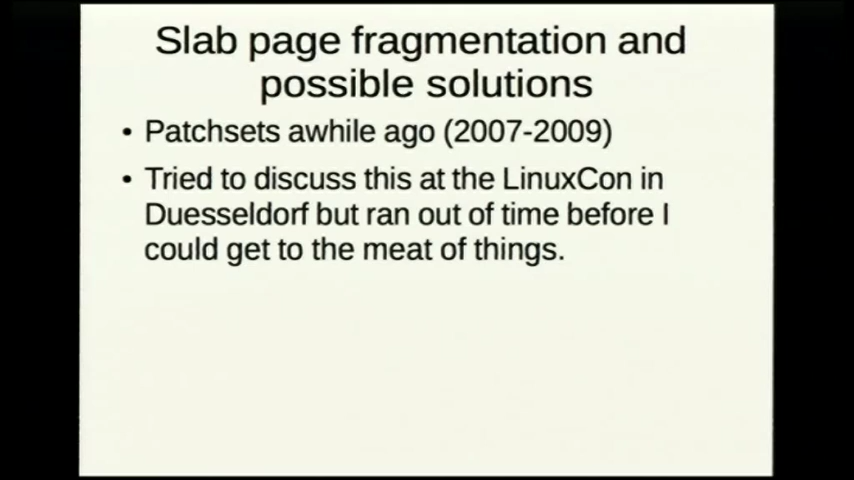 Slab page fragmentation and
possible solutions
• Patchsets awhile ago (2007-2009)
• Tried to discuss this at the LinuxCon in
Duesseldorf but ran out of time before I
could get to the meat of things.